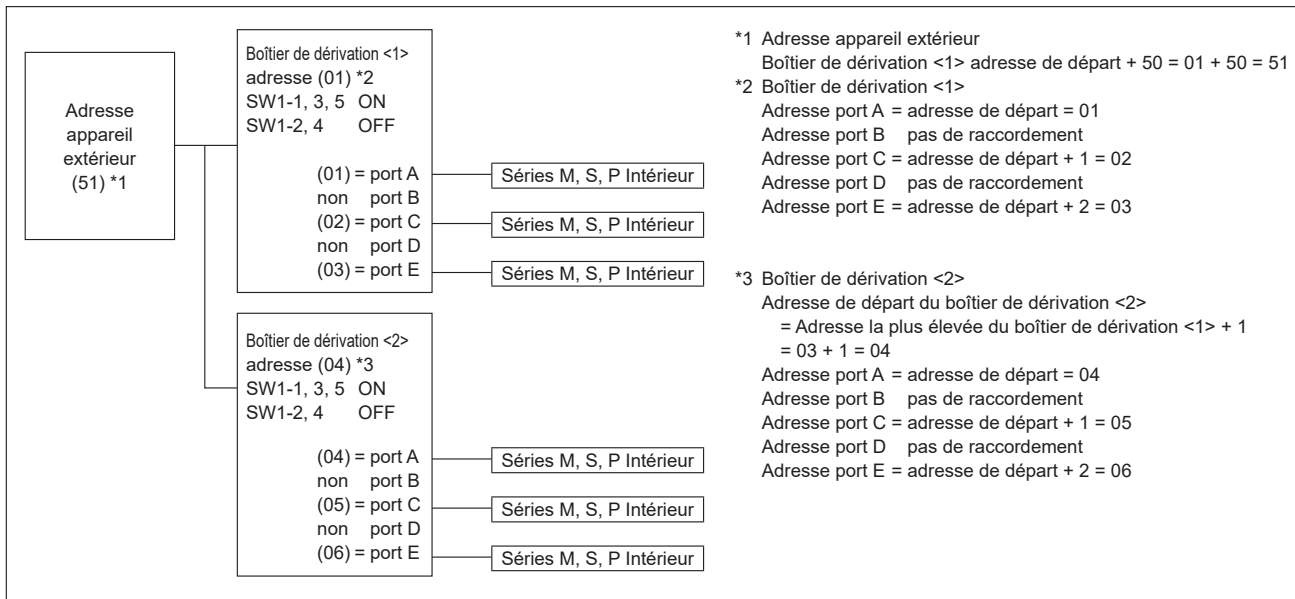 Adresse
appareil
extérieur
(51) *1
Boîtier de dérivation <1>
adresse (01) *2
SW1-1, 3, 5 ON
SW1-2, 4 OFF
(01) = port A
non port B
(02) = port C
non port D
(03) = port E
Séries M, S, P Intérieur
Séries M, S, P Intérieur
Séries M, S, P Intérieur
Boîtier de dérivation <2>
adresse (04) *3
SW1-1, 3, 5 ON
SW1-2, 4 OFF
(04) = port A
non port B
(05) = port C
non port D
(06) = port E
Séries M, S, P Intérieur
Séries M, S, P Intérieur
Séries M, S, P Intérieur
*1 Adresse appareil extérieur
Boîtier de dérivation <1> adresse de départ + 50 = 01 + 50 = 51
*2 Boîtier de dérivation <1>
Adresse port A = adresse de départ = 01
Adresse port B pas de raccordement
Adresse port C = adresse de départ + 1 = 02
Adresse port D pas de raccordement
Adresse port E = adresse de départ + 2 = 03
*3 Boîtier de dérivation <2>
Adresse de départ du boîtier de dérivation <2>
= Adresse la plus élevée du boîtier de dérivation <1> + 1
= 03 + 1 = 04
Adresse port A = adresse de départ = 04
Adresse port B pas de raccordement
Adresse port C = adresse de départ + 1 = 05
Adresse port D pas de raccordement
Adresse port E = adresse de départ + 2 = 06